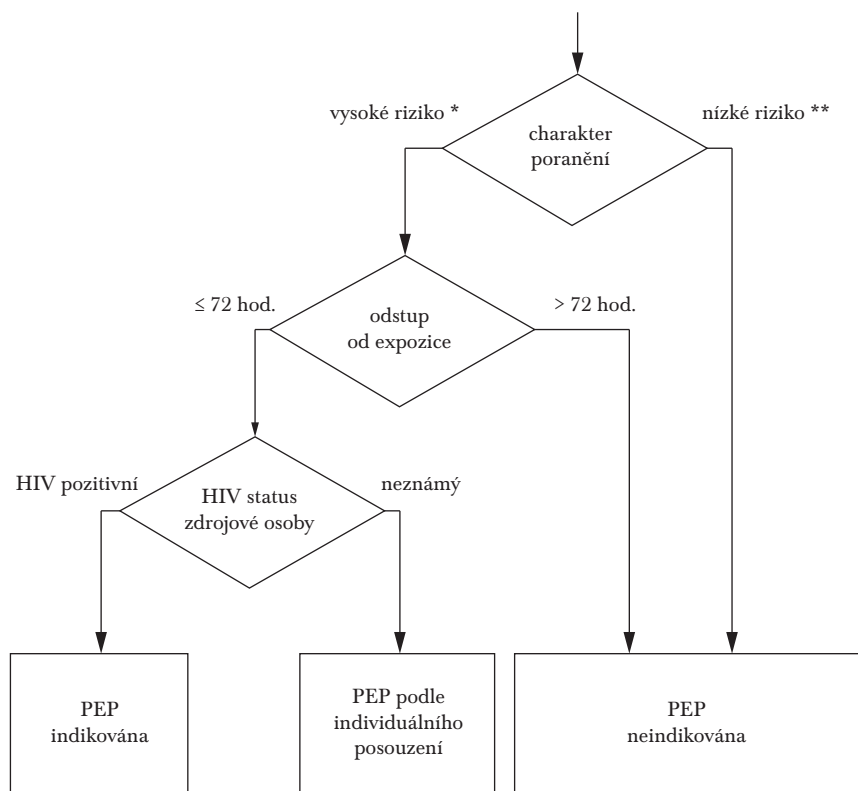 vysoké riziko *
nízké riziko **
charakter
poranění
≤ 72 hod.
> 72 hod.
odstup
od expozice
HIV pozitivní
neznámý
HIV status
zdrojové osoby
PEP
indikována
PEP podle
individuálního
posouzení
PEP
neindikována